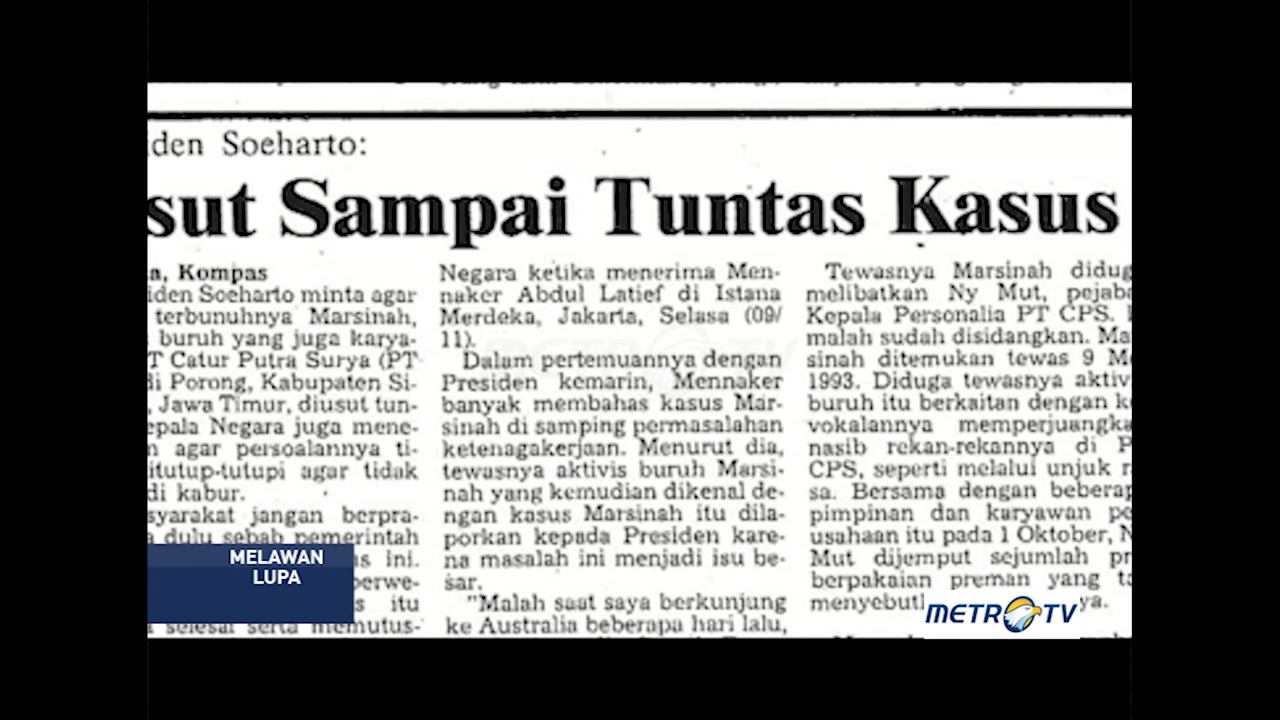 iden Soeharto:
sut Sampai Tuntas Kasus
a, Kompas
iden Soeharto minta agar
terbunuhnya Marsinah,
buruh yang juga karya-
T Catur Putra Surya (PT
di Porong, Kabupaten Si-
, Jawa Timur, diusut tun-
epala Negara juga mene-
n agar persoalannya ti-
itutup-tutupi agar tidak
di kabur.
syarakat jangan berpra-
a dulu sebab pemerintah
s ini.
perwe-
s itu
selesai serta memutus-
Negara ketika menerima Men-
naker Abdul Latief di Istana
Merdeka, Jakarta, Selasa (09/
11).
Dalam pertemuannya dengan
Presiden kemarin, Mennaker
banyak membahas kasus Mar-
sinah di samping permasalahan
ketenagakerjaan. Menurut dia,
tewasnya aktivis buruh Marsi-
nah yang kemudian dikenal de-
ngan kasus Marsinah itu dila-
porkan kepada Presiden kare-
na masalah ini menjadi isu be-
sar.
"Malah saat saya berkunjung
ke Australia beberapa hari lalu,
Tewasnya Marsinah didug
melibatkan Ny Mut, pejab
Kepala Personalia PT CPS.
malah sudah disidangkan. Ma
sinah ditemukan tewas 9 M
1993. Diduga tewasnya aktiv
buruh itu berkaitan dengan k
vokalannya memperjuangka
nasib rekan-rekannya di P
CPS, seperti melalui unjuk r
sa. Bersama dengan beberap
pimpinan dan karyawan pe
usahaan itu pada 1 Oktober, N
Mut dijemput sejumlah pr
berpakaian preman yang ta
menyebutl ya.
MELAWAN
LUPA
METRO TV